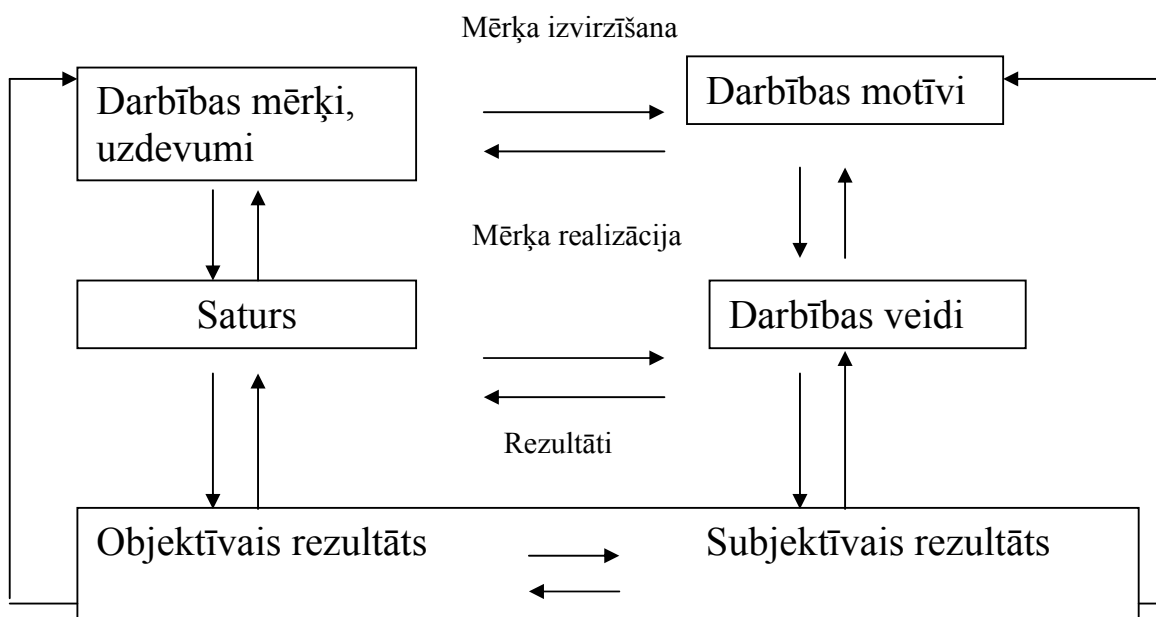 Mērķa izvirzīšana
Darbības mērķi,
uzdevumi
Darbības motīvi
Mērķa realizācija
Saturs
Darbības veidi
Rezultāti
Objektīvais rezultāts
Subjektīvais rezultāts